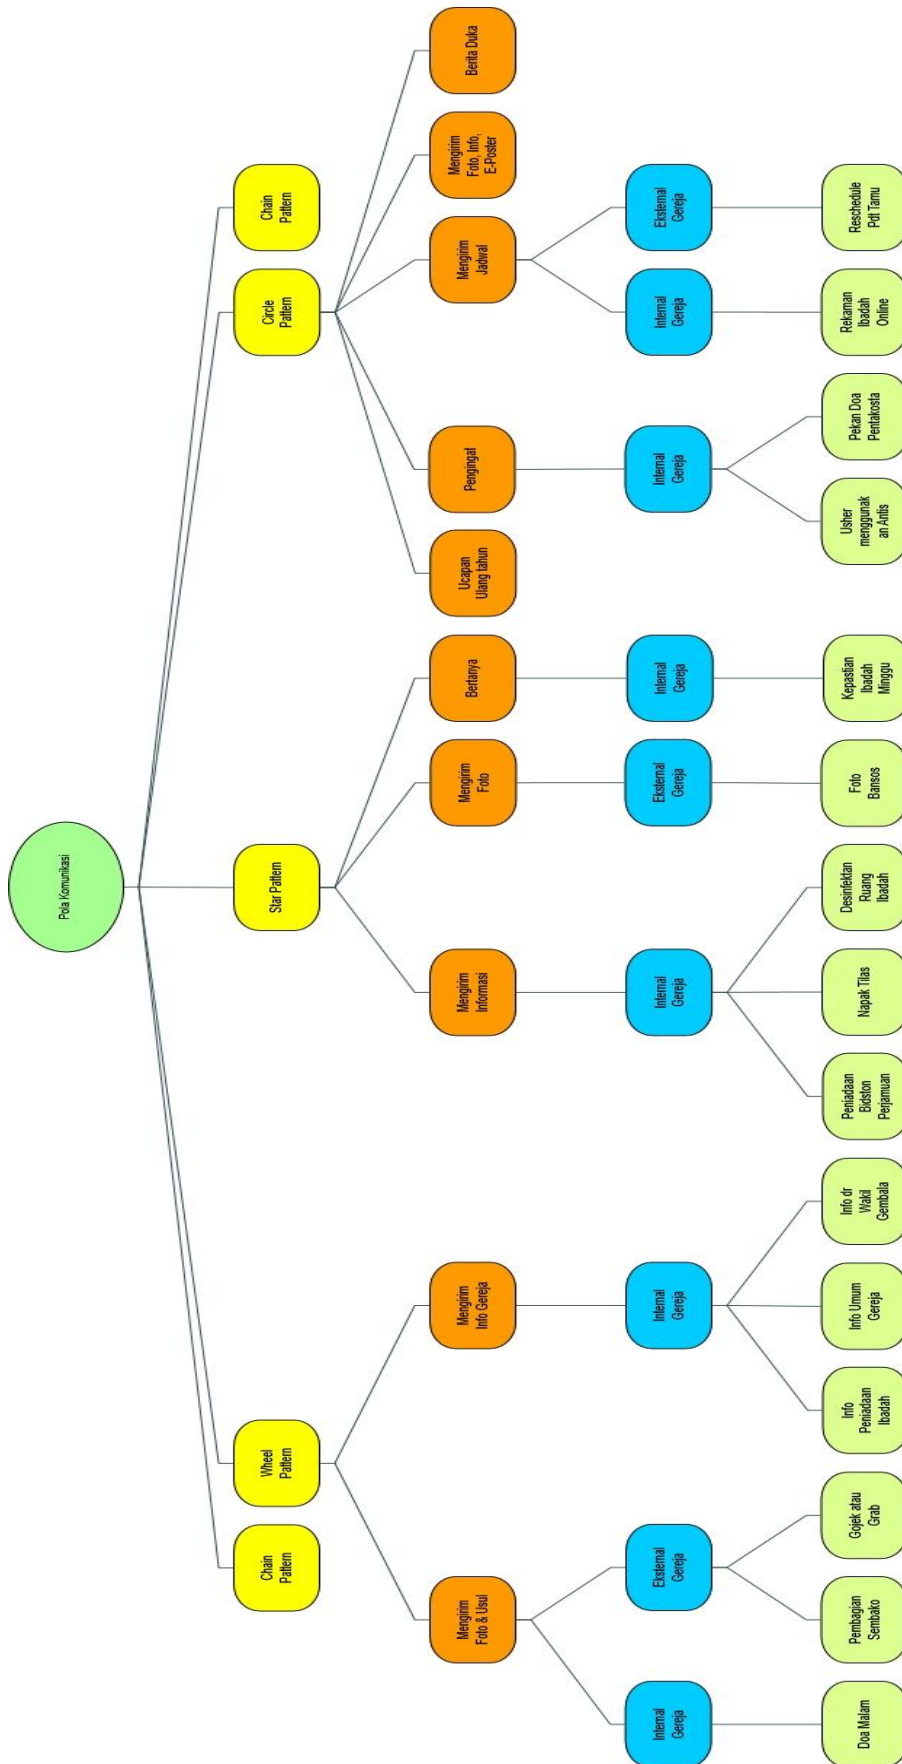 Pola Komunikasi
Chain
Pattern
Wheel
Pattern
Star Pattern
Circle
Pattern
Chain
Pattern
Mengirim
Foto & Usul
Mengirim
Info Gereja
Mengirim
Informasi
Mengirim
Foto
Bertanya
Ucapan
Ulang tahun
Pengingat
Mengirim
Jadwal
Mengirim
Foto, Info,
E-Poster
Berita Duka
Internal
Gereja
Eksternal
Gereja
Internal
Gereja
Internal
Gereja
Eksternal
Gereja
Internal
Gereja
Internal
Gereja
Internal
Gereja
Eksternal
Gereja
Doa Malam
Pembagian
Sembako
Gojek atau
Grab
Info
Peniadaan
Ibadah
Info Umum
Gereja
Info dr
Wakil
Gembala
Peniadaan
Bidston
Perjamuan
Napak Tilas
Desinfektan
Ruang
Ibadah
Foto
Bansos
Kepastian
Ibadah
Minggu
Usher
menggunak
an Antis
Pekan Doa
Pentakosta
Rekaman
Ibadah
Online
Reschedule
Pdt Tamu